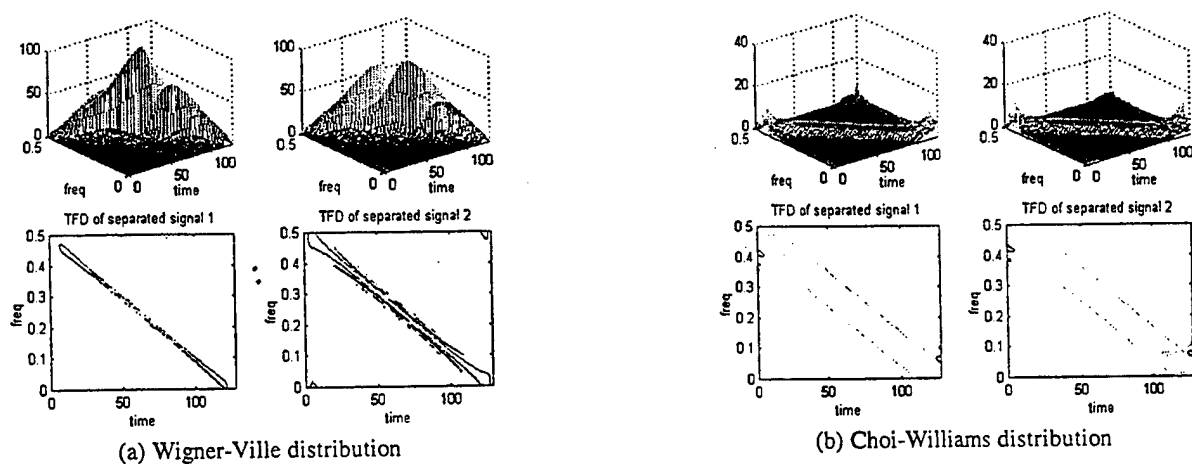 100
50
0
0.5
freq
0 0
50
time
100
100
50
0
0.5
freq
0 0
50
time
100
TFD of separated signal 1
0.5
0.4
0.3
0.2
0.1
0
freq
0
50
100
time
TFD of separated signal 2
0.5
0.4
0.3
0.2
0.1
0
freq
0
50
100
time
(a) Wigner-Ville distribution
40
20
0
0.5
freq
0 0
50
time
100
40
20
0
0.5
freq
0 0
50
time
100
TFD of separated signal 1
0.5
0.4
0.3
0.2
0.1
0
freq
0
50
100
time
TFD of separated signal 2
0.5
0.4
0.3
0.2
0.1
0
freq
0
50
100
time
(b) Choi-Williams distribution